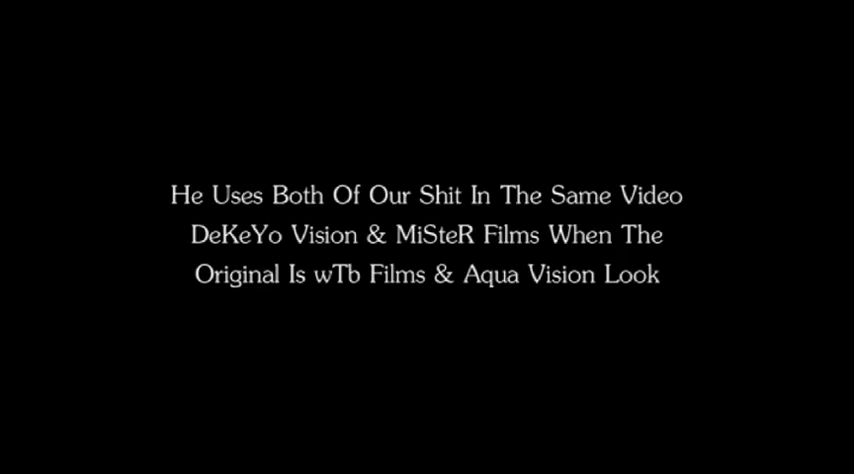 He Uses Both Of Our Shit In The Same Video
DeKeYo Vision & MiSteR Films When The
Original Is wTb Films & Aqua Vision Look